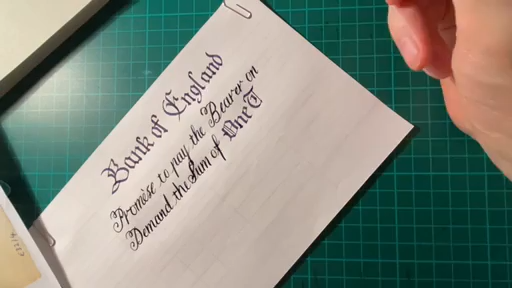 Bank of England
Promise to pay the Bearer on
Demand the Sum of One T